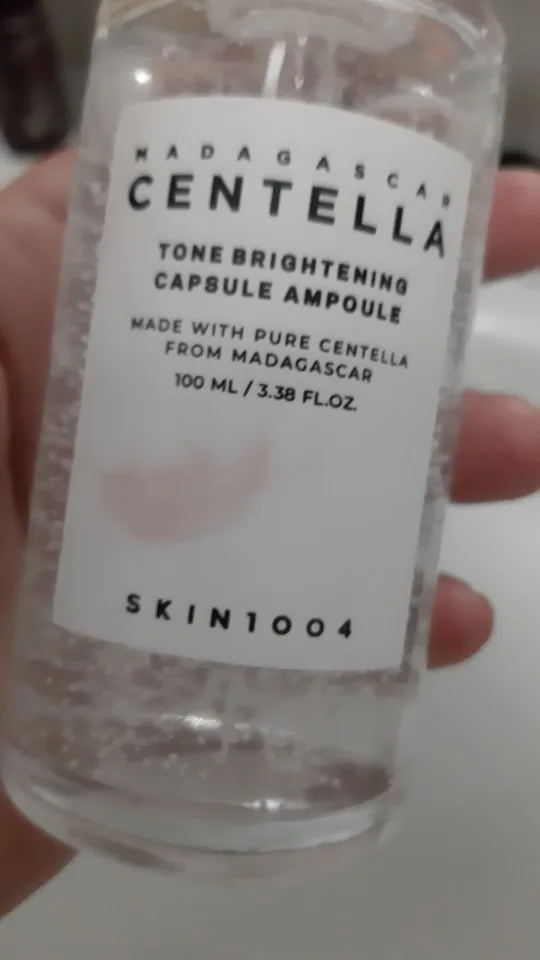 MADAGASCAR
CENTELLA
TONE BRIGHTENING
CAPSULE AMPOULE
MADE WITH PURE CENTELLA
FROM MADAGASCAR
100 ML / 3.38 FL.OZ.
SKIN1004